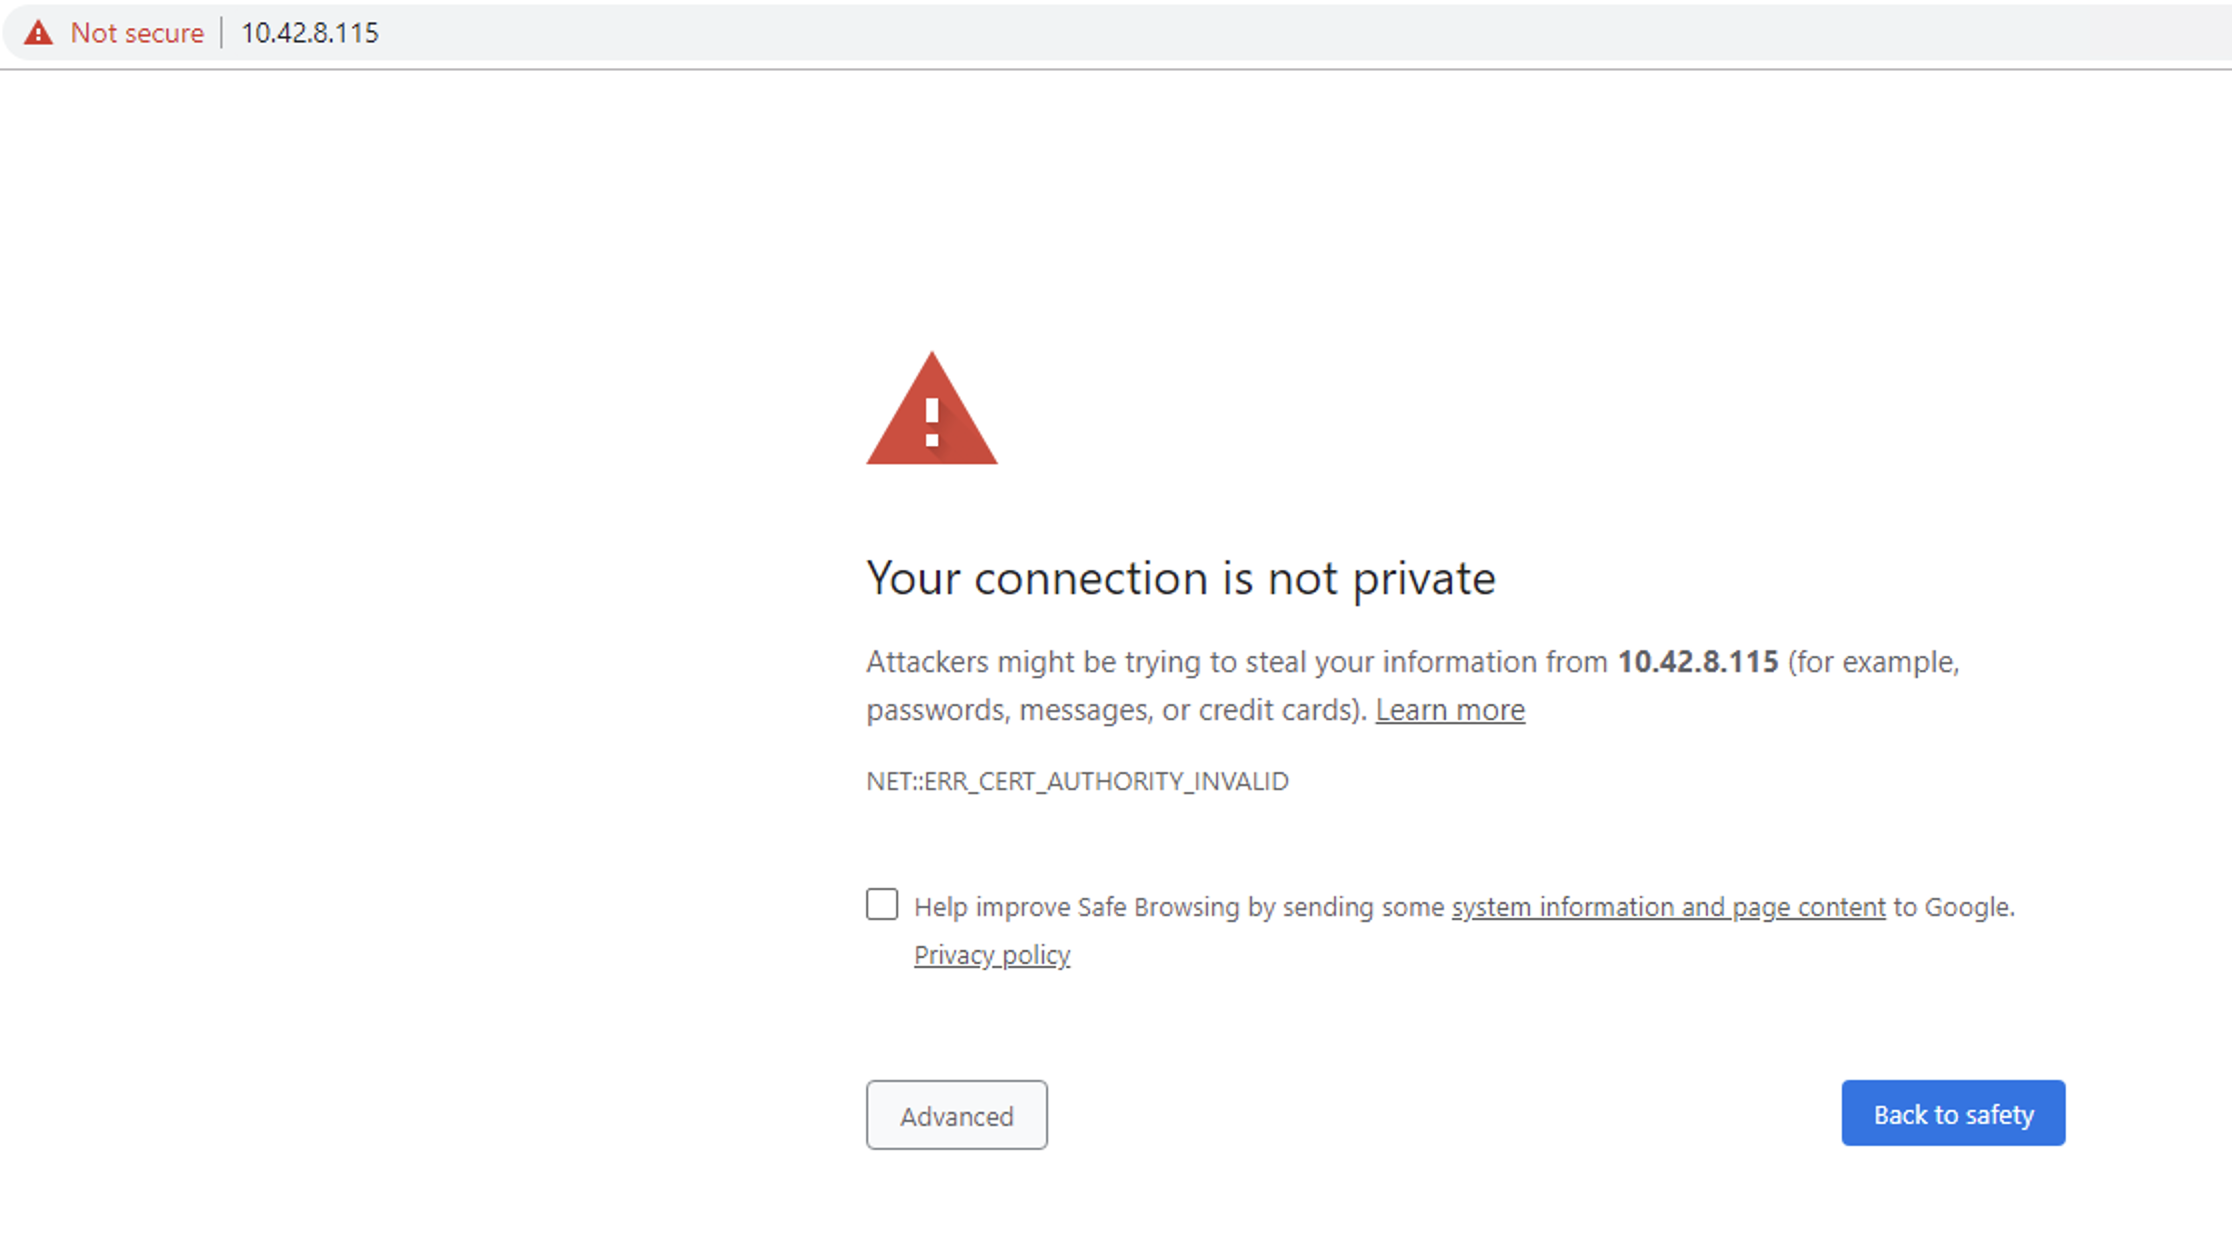 Not secure | 10.42.8.115
Your connection is not private
Attackers might be trying to steal your information from 10.42.8.115 (for example,
passwords, messages, or credit cards). Learn more
NET::ERR_CERT_AUTHORITY_INVALID
Help improve Safe Browsing by sending some system information and page content to Google.
Privacy policy
Advanced
Back to safety